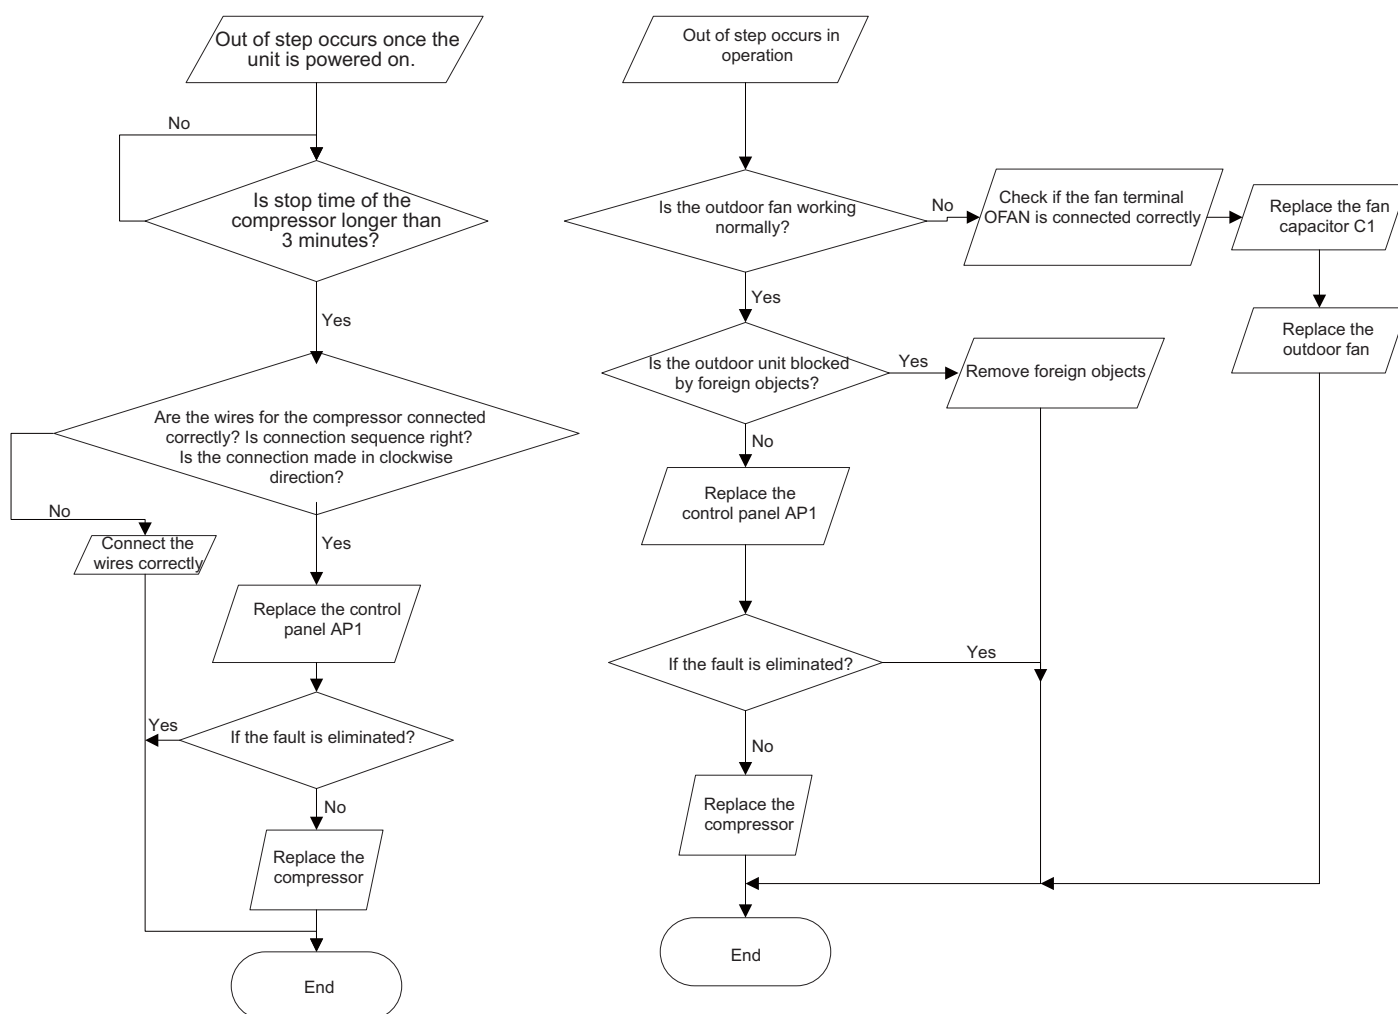 Out of step occurs once the
unit is powered on.
No
Is stop time of the
compressor longer than
3 minutes?
Yes
Are the wires for the compressor connected
correctly? Is connection sequence right?
Is the connection made in clockwise
direction?
No
Connect the
wires correctly
Yes
Replace the control
panel AP1
Yes
If the fault is eliminated?
No
Replace the
compressor
End
Out of step occurs in
operation
Is the outdoor fan working
normally?
No
Check if the fan terminal
OFAN is connected correctly
Replace the fan
capacitor C1
Replace the
outdoor fan
Yes
Is the outdoor unit blocked
by foreign objects?
Yes
Remove foreign objects
No
Replace the
control panel AP1
If the fault is eliminated?
Yes
No
Replace the
compressor
End